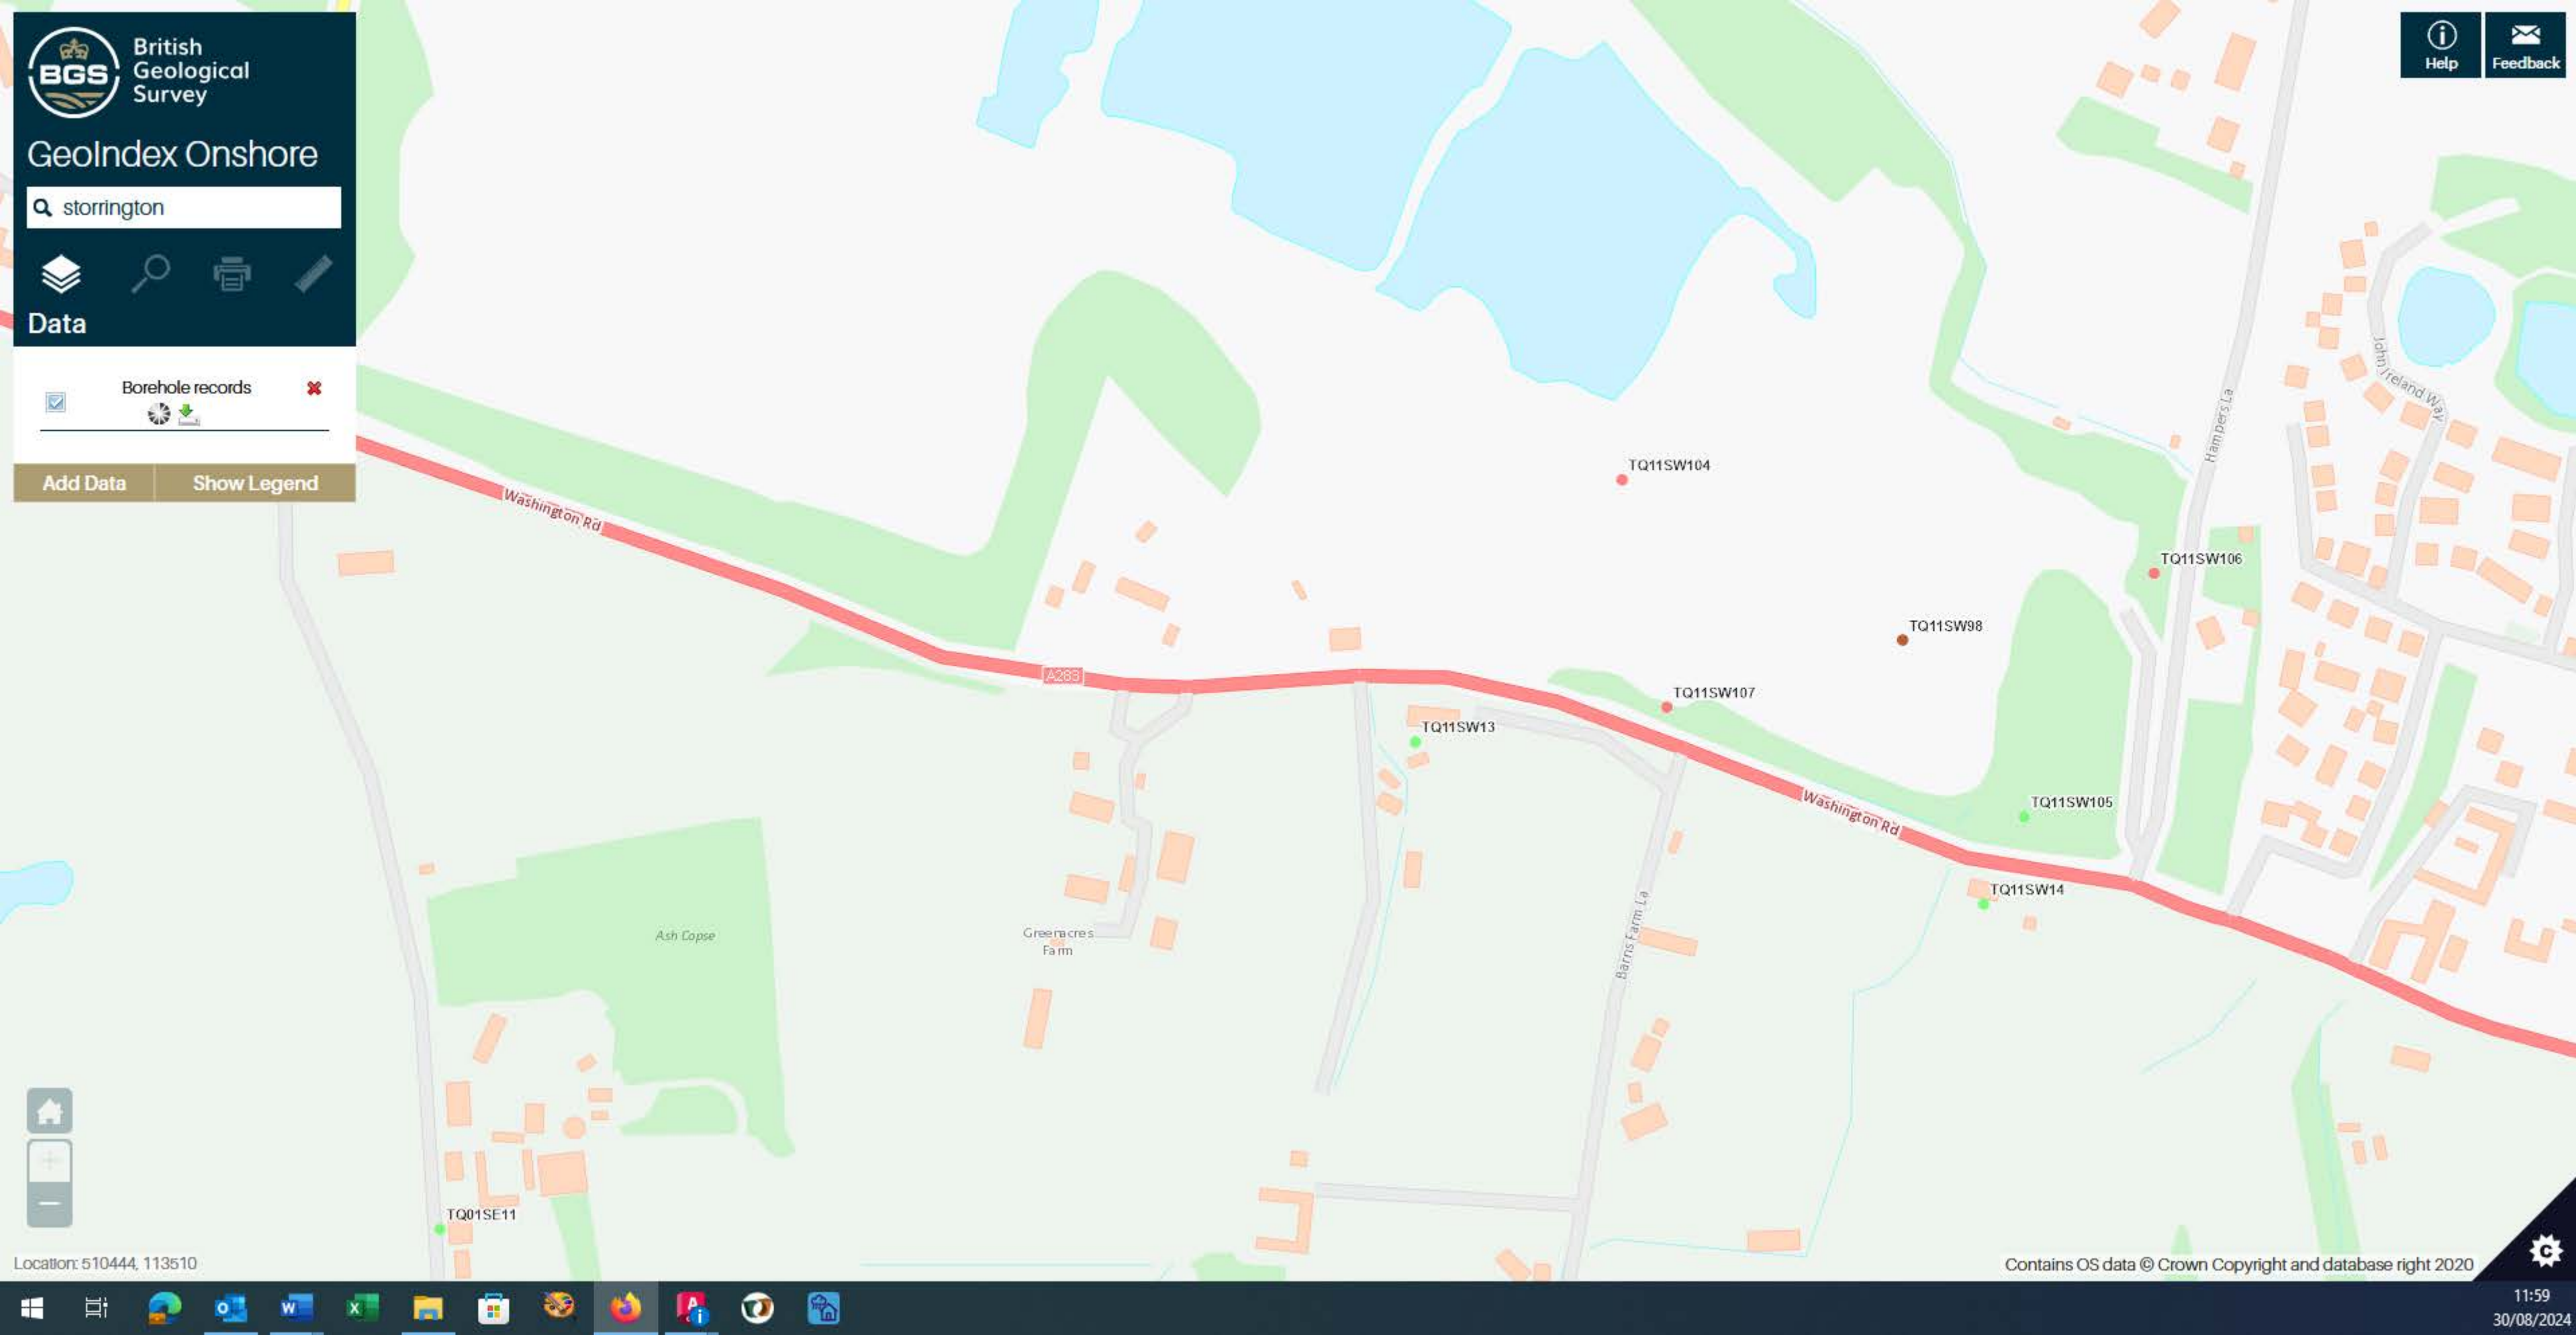 BGS
British
Geological
Survey
Help
Feedback
GeoIndex Onshore
storrington
Data
Borehole records
Add Data
Show Legend
John Ireland Way
Hampers La
TQ11SW104
Washington Rd
TQ11SW106
TQ11SW98
A283
TQ11SW107
TQ11SW13
Washington Rd
TQ11SW105
TQ11SW14
Barns Farm La
Ash Copse
Greenacres
Farm
TQ01SE11
Location: 510444, 113510
Contains OS data © Crown Copyright and database right 2020
11:59
30/08/2024